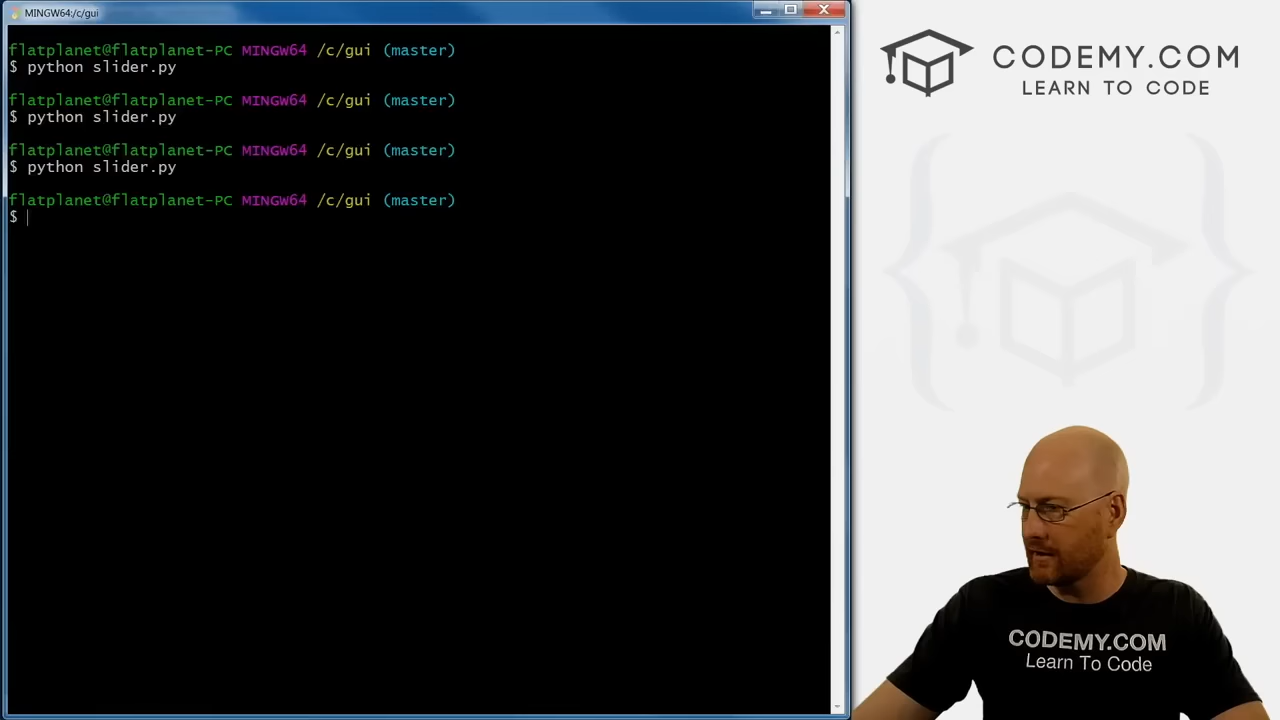 MINGW64:/c/gui
flatplanet@flatplanet-PC MINGW64 /c/gui (master)
$ python slider.py
flatplanet@flatplanet-PC MINGW64 /c/gui (master)
$ python slider.py
flatplanet@flatplanet-PC MINGW64 /c/gui (master)
$ python slider.py
flatplanet@flatplanet-PC MINGW64 /c/gui (master)
$
CODEMY.COM
LEARN TO CODE
CODEMY.COM
Learn To Code